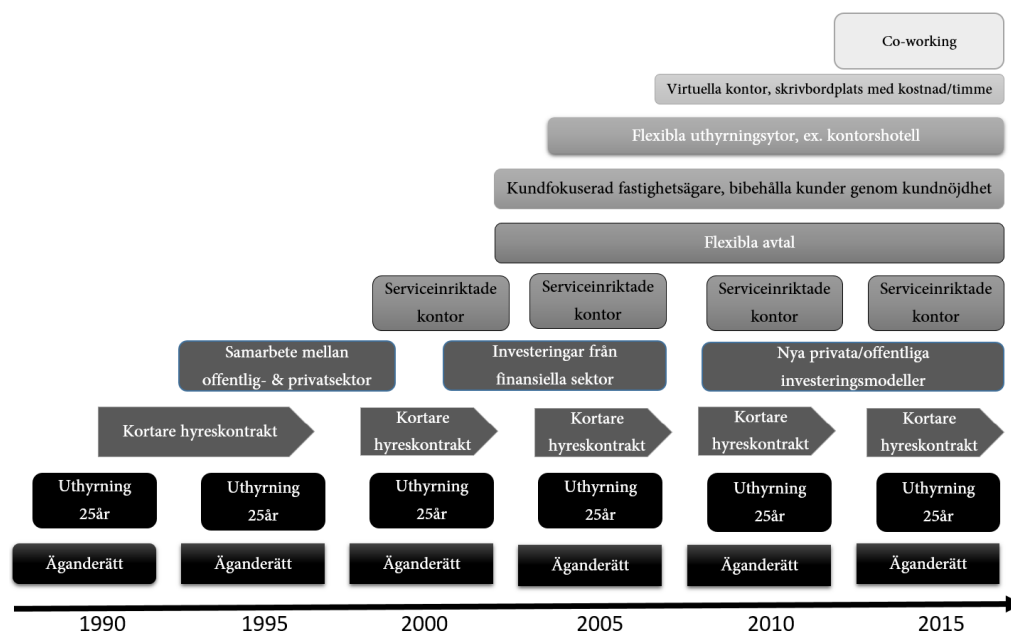 Co-working
Virtuella kontor, skrivbordplats med kostnad/timme
Flexibla uthyrningsytor, ex. kontorshotell
Kundfokuserad fastighetsägare, bibehålla kunder genom kundnöjdhet
Flexibla avtal
Serviceinriktade
kontor
Serviceinriktade
kontor
Serviceinriktade
kontor
Serviceinriktade
kontor
Samarbete mellan
offentlig- & privatsektor
Investeringar från
finansiella sektor
Nya privata/offentliga
investeringsmodeller
Kortare hyreskontrakt
Kortare
hyreskontrakt
Kortare
hyreskontrakt
Kortare
hyreskontrakt
Kortare
hyreskontrakt
Uthyrning
25år
Uthyrning
25år
Uthyrning
25år
Uthyrning
25år
Uthyrning
25år
Uthyrning
25år
Äganderätt
Äganderätt
Äganderätt
Äganderätt
Äganderätt
Äganderätt
1990
1995
2000
2005
2010
2015